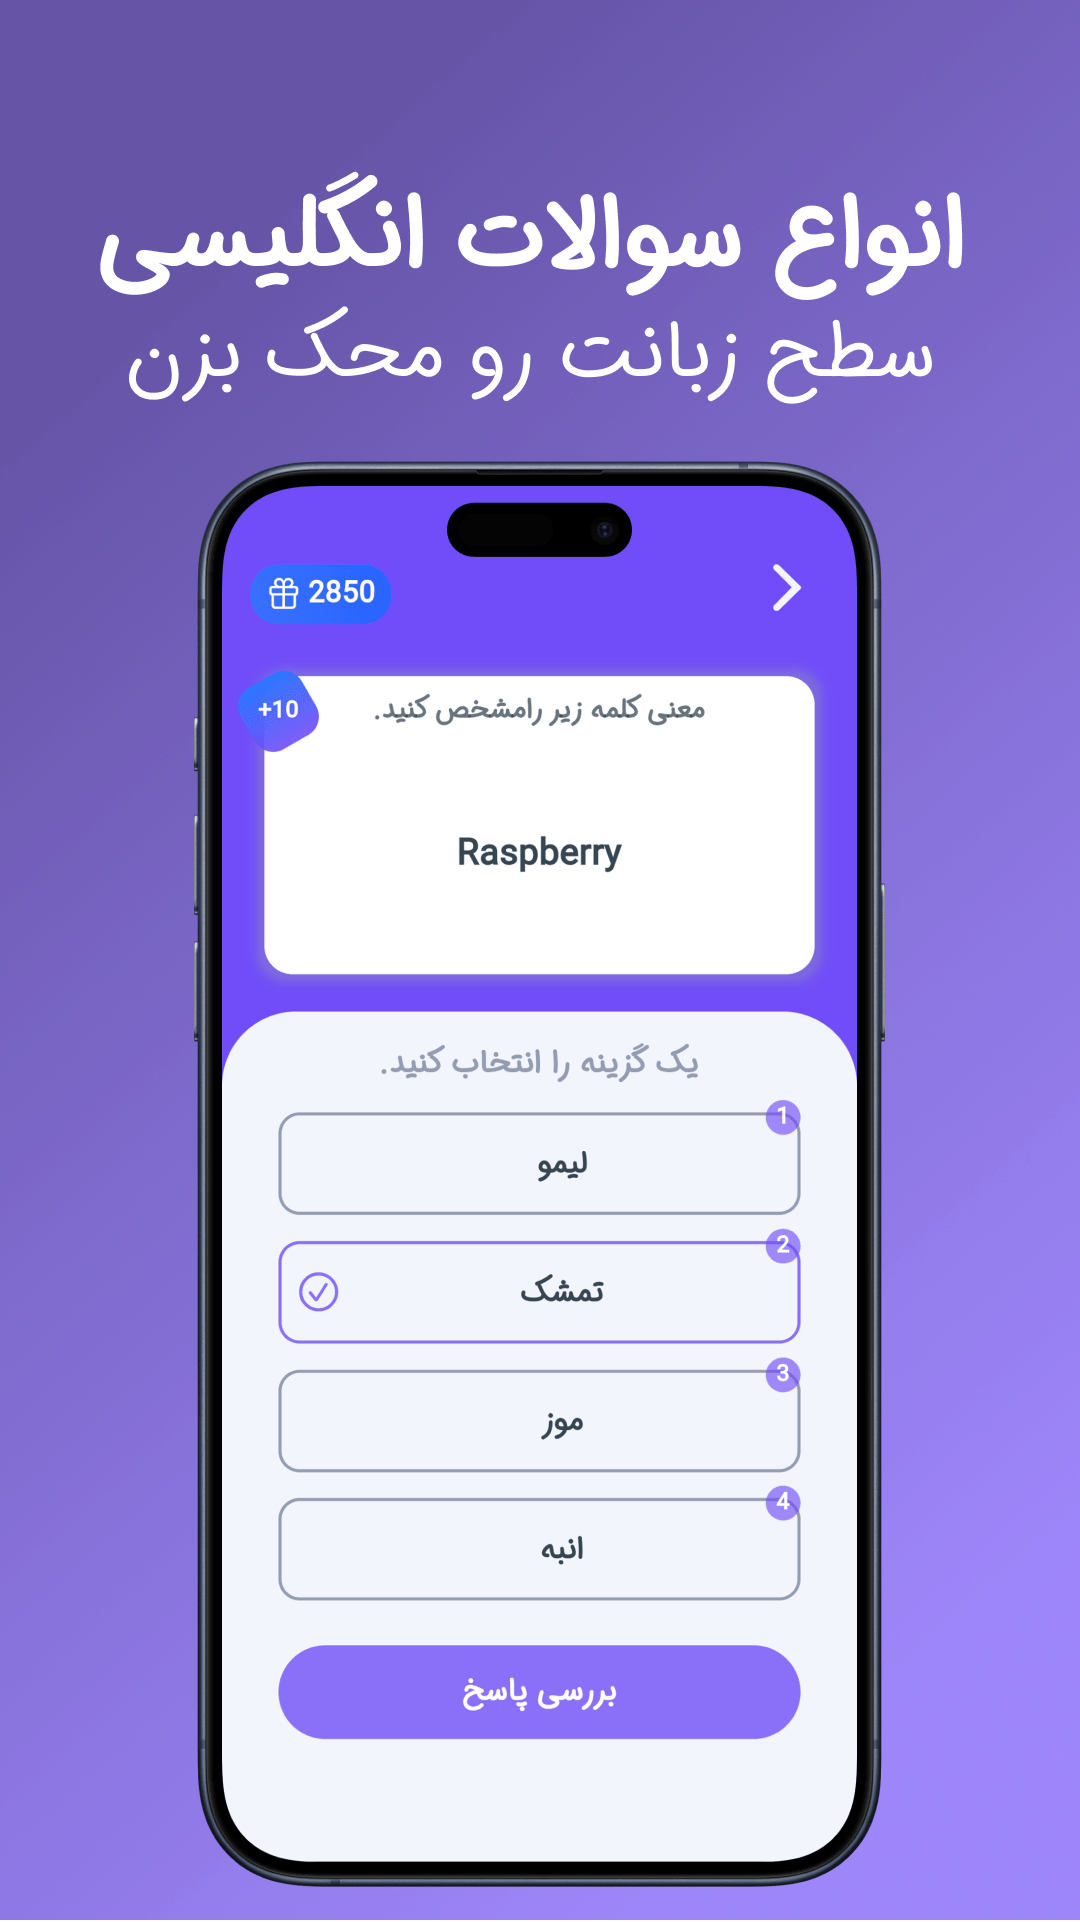 انواع سوالات انگلیسی
سطح زبانت رو محک بزن
2850
+10
معنی کلمه زیر رامشخص کنید.
Raspberry
یک گزینه را انتخاب کنید.
1
لیمو
2
تمشک
3
موز
4
انبه
بررسی پاسخ